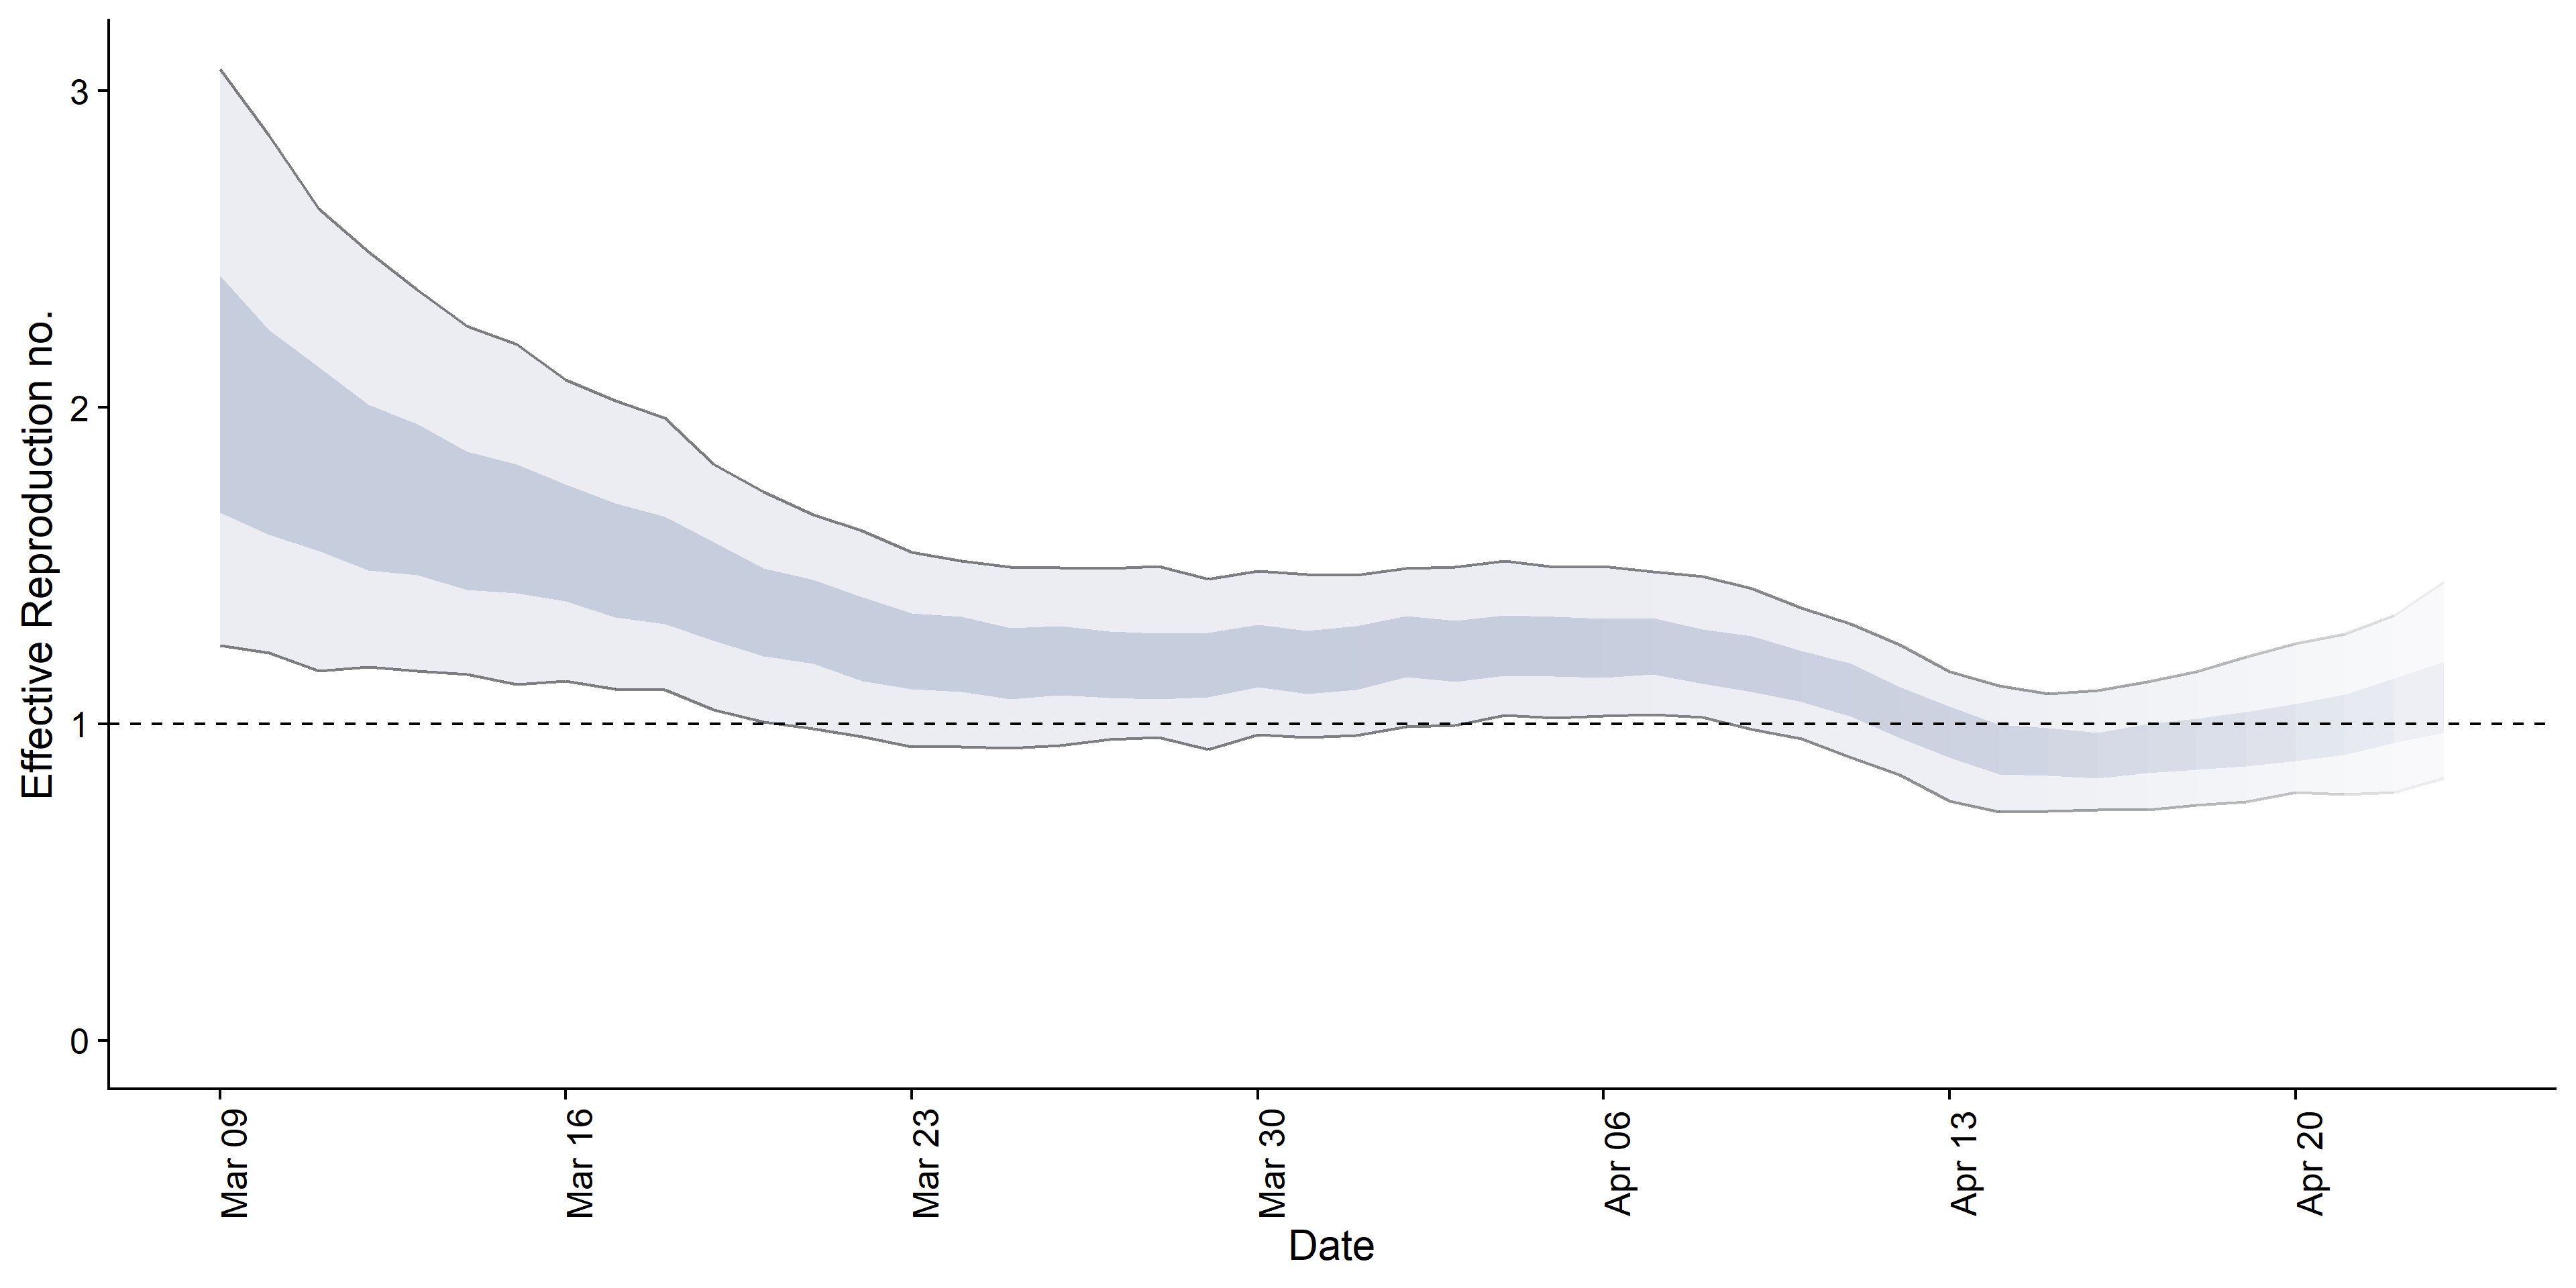 Effective Reproduction no.
3
2
1
0
Mar 09
Mar 16
Mar 23
Mar 30
Apr 06
Apr 13
Apr 20
Date